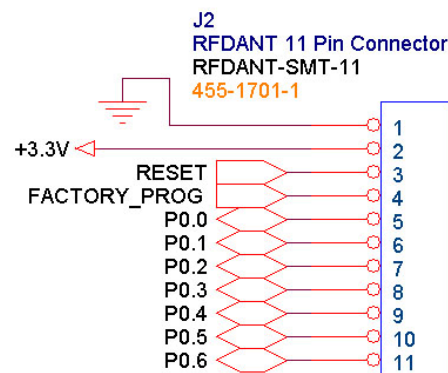 J2
RFDANT 11 Pin Connector
RFDANT-SMT-11
455-1701-1
1
+3.3V 2
RESET 3
FACTORY_PROG 4
P0.0 5
P0.1 6
P0.2 7
P0.3 8
P0.4 9
P0.5 10
P0.6 11